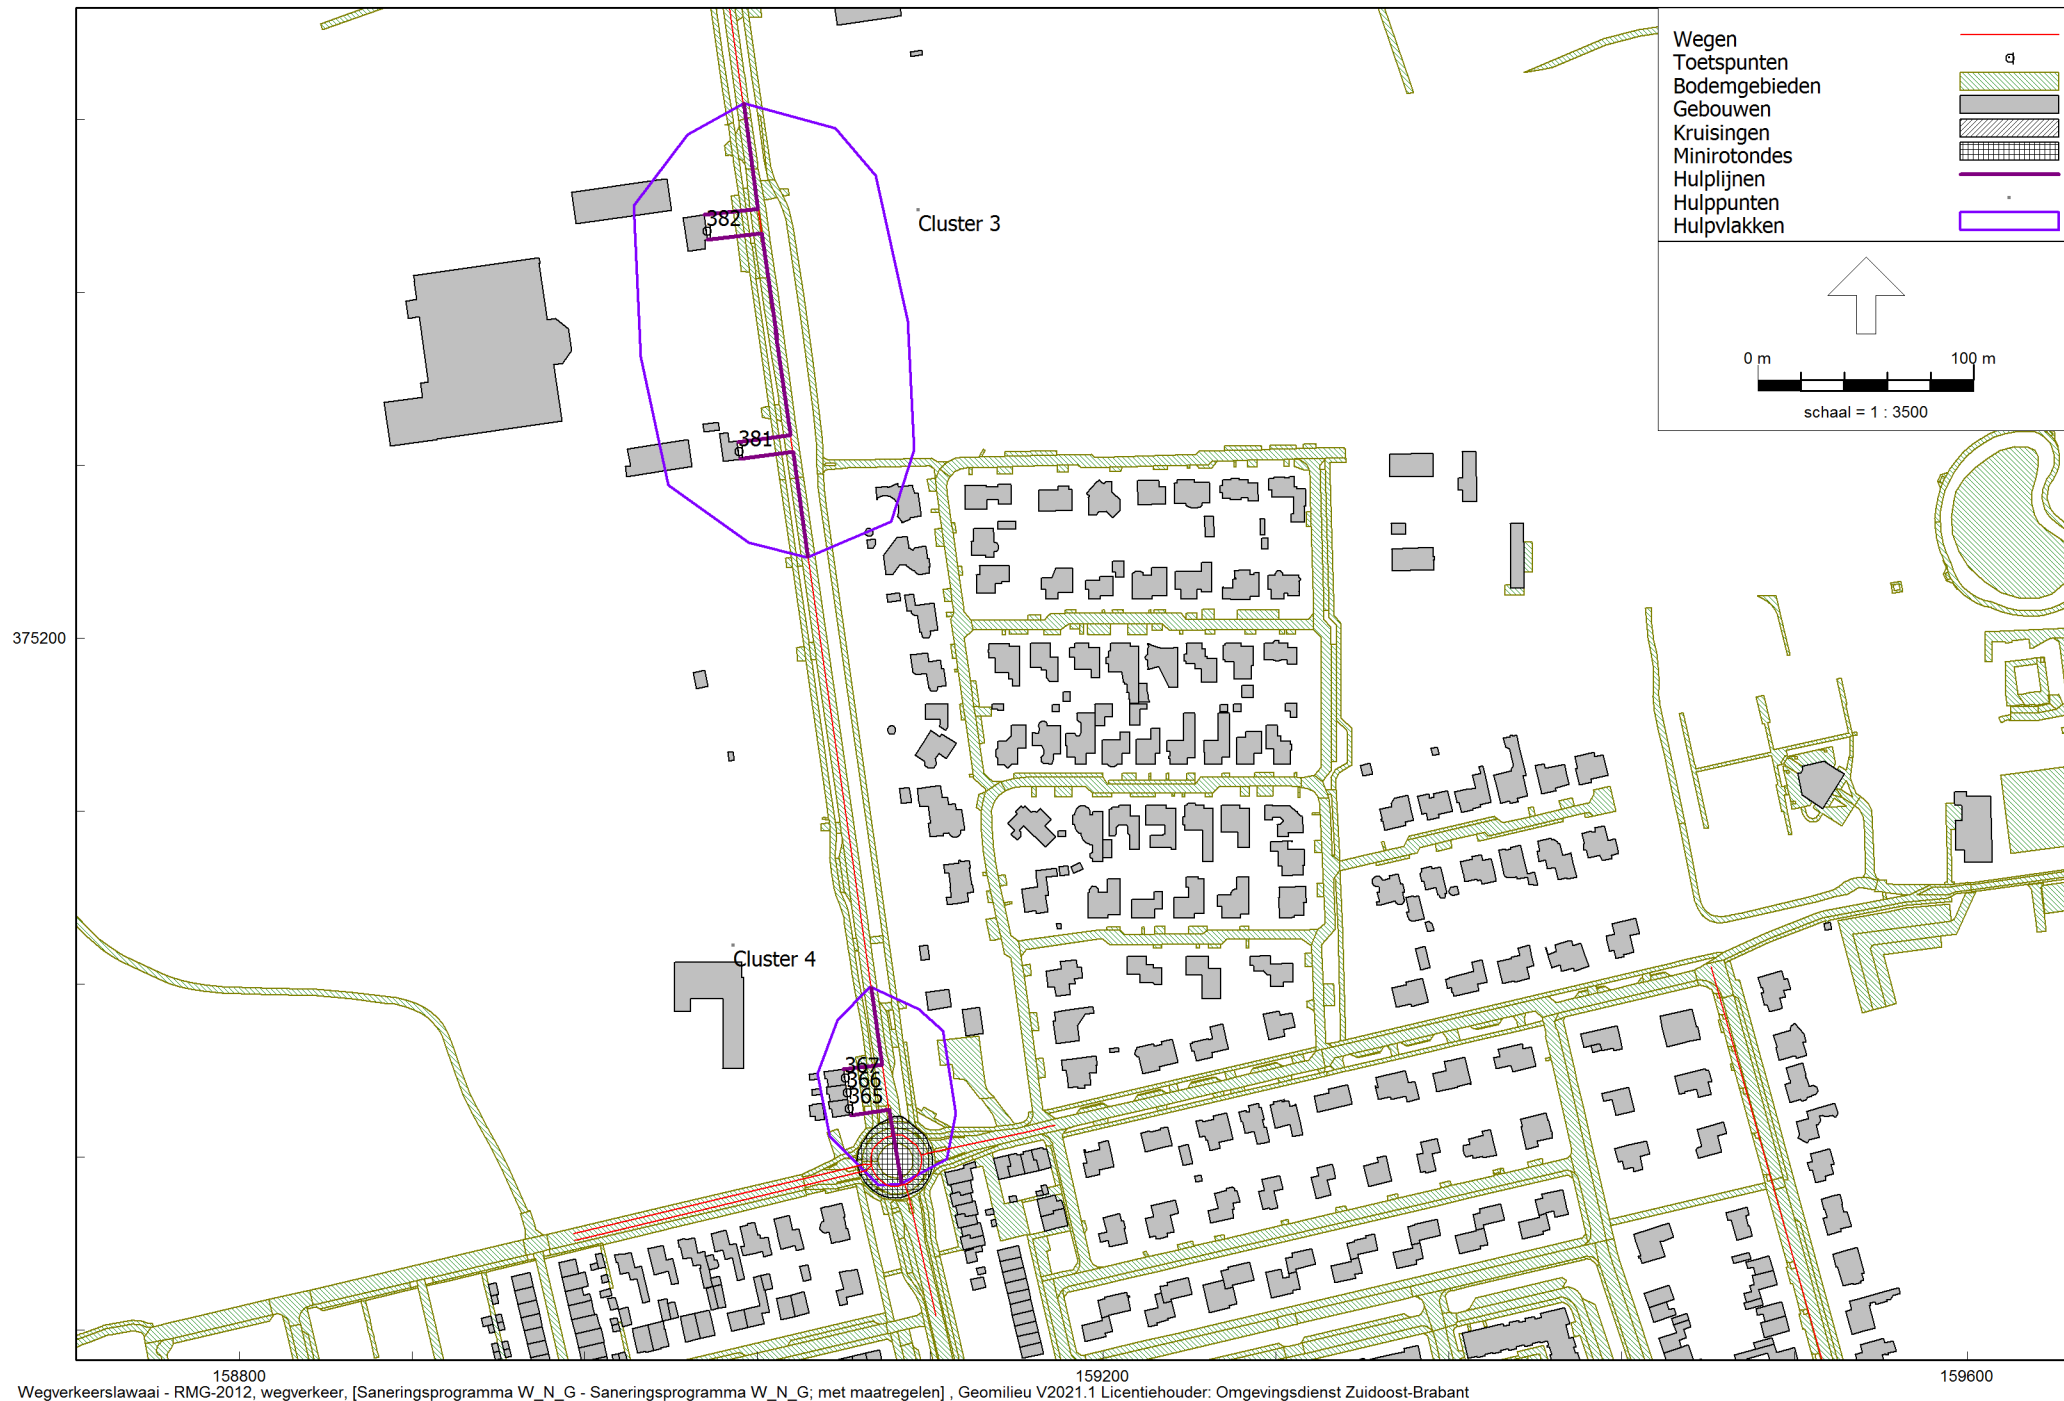 Wegen
Toetspunten
Bodemgebieden
Gebouwen
Kruisingen
Minirotondes
Hulplijnen
Hulppunten
Hulpvlakken
0 m 100 m
schaal = 1 : 3500
382
Cluster 3
381
375200
Cluster 4
367
366
365
158800 159200 159600
Wegverkeerslawaai - RMG-2012, wegverkeer, [Saneringsprogramma W_N_G - Saneringsprogramma W_N_G; met maatregelen] , Geomilieu V2021.1 Licentiehouder: Omgevingsdienst Zuidoost-Brabant